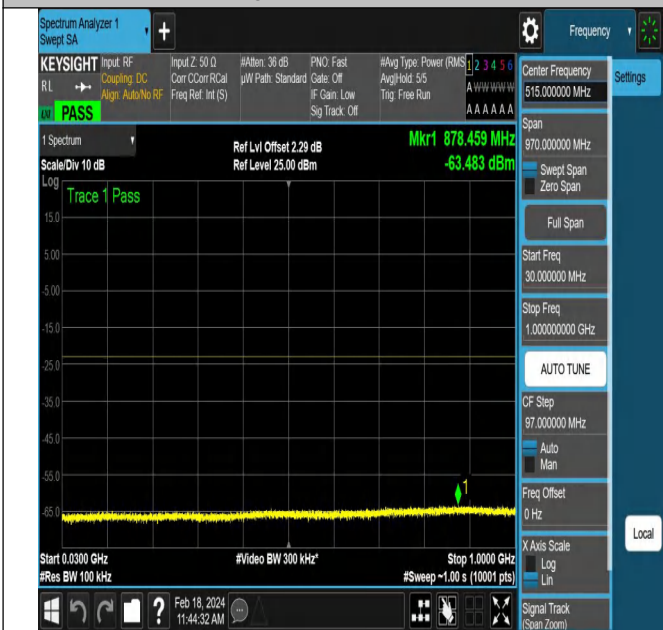 Spectrum Analyzer 1
Swept SA
Frequency
KEYSIGHT
RL
LXI
PASS
Input: RF
Coupling: DC
Align: Auto/No RF
Input Z: 50 Ω
Corr CCorr RCal
Freq Ref: Int (S)
#Atten: 36 dB
µW Path: Standard
PNO: Fast
Gate: Off
IF Gain: Low
Sig Track: Off
#Avg Type: Power (RMS
Avg|Hold: 5/5
Trig: Free Run
1 2 3 4 5 6
A W W W W W
A A A A A A
1 Spectrum
Scale/Div 10 dB
Ref Lvl Offset 2.29 dB
Ref Level 25.00 dBm
Mkr1 878.459 MHz
-63.483 dBm
Log
Trace 1 Pass
15.0
5.00
-5.00
-15.0
-25.0
-35.0
-45.0
-55.0
-65.0
1
Start 0.0300 GHz
#Res BW 100 kHz
#Video BW 300 kHz*
Stop 1.0000 GHz
#Sweep ~1.00 s (10001 pts)
Center Frequency
515.000000 MHz
Settings
Span
970.000000 MHz
Swept Span
Zero Span
Full Span
Start Freq
30.000000 MHz
Stop Freq
1.000000000 GHz
AUTO TUNE
CF Step
97.000000 MHz
Auto
Man
Freq Offset
0 Hz
X Axis Scale
Log
Lin
Local
Signal Track
(Span Zoom)
?
Feb 18, 2024
11:44:32 AM